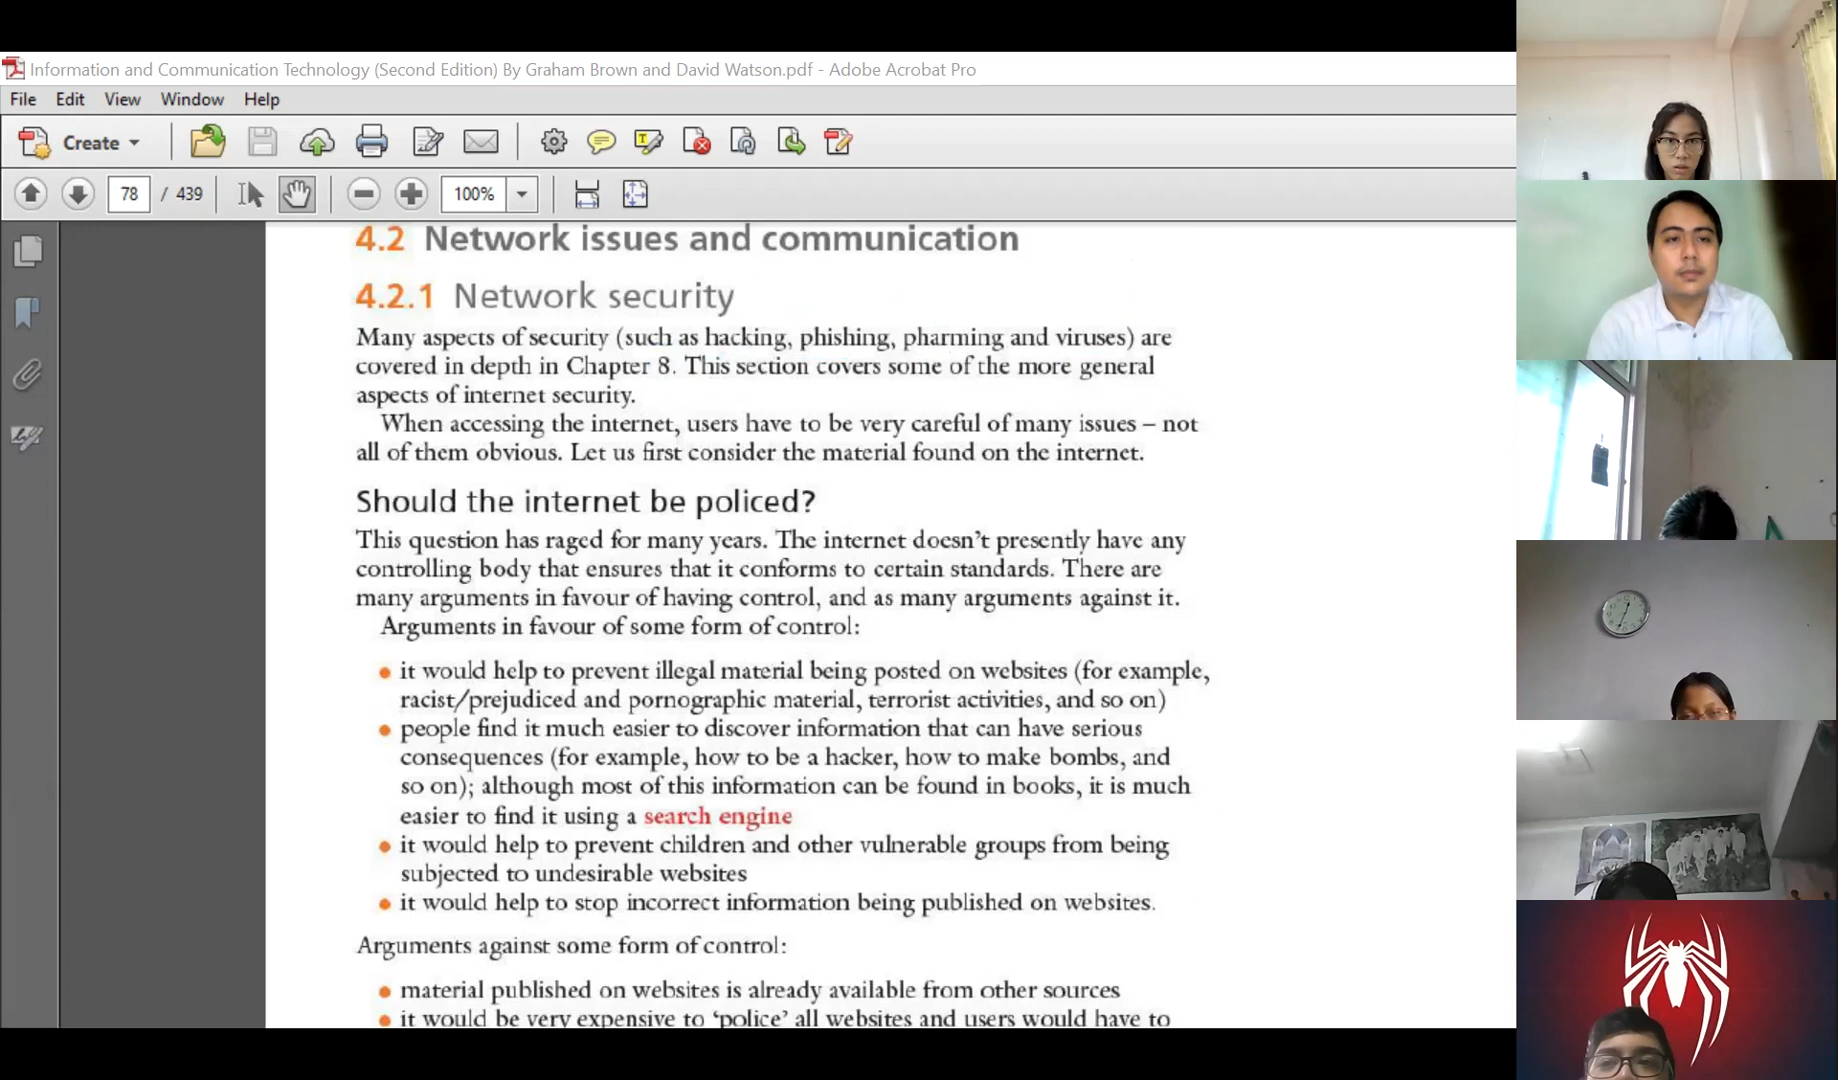 Information and Communication Technology (Second Edition) By Graham Brown and David Watson.pdf - Adobe Acrobat Pro
File Edit View Window Help
Create
78 / 439 100%
4.2 Network issues and communication
4.2.1 Network security
Many aspects of security (such as hacking, phishing, pharming and viruses) are
covered in depth in Chapter 8. This section covers some of the more general
aspects of internet security.
When accessing the internet, users have to be very careful of many issues – not
all of them obvious. Let us first consider the material found on the internet.
Should the internet be policed?
This question has raged for many years. The internet doesn’t presently have any
controlling body that ensures that it conforms to certain standards. There are
many arguments in favour of having control, and as many arguments against it.
Arguments in favour of some form of control:
● it would help to prevent illegal material being posted on websites (for example,
racist/prejudiced and pornographic material, terrorist activities, and so on)
● people find it much easier to discover information that can have serious
consequences (for example, how to be a hacker, how to make bombs, and
so on); although most of this information can be found in books, it is much
easier to find it using a search engine
● it would help to prevent children and other vulnerable groups from being
subjected to undesirable websites
● it would help to stop incorrect information being published on websites.
Arguments against some form of control:
● material published on websites is already available from other sources
● it would be very expensive to ‘police’ all websites and users would have to